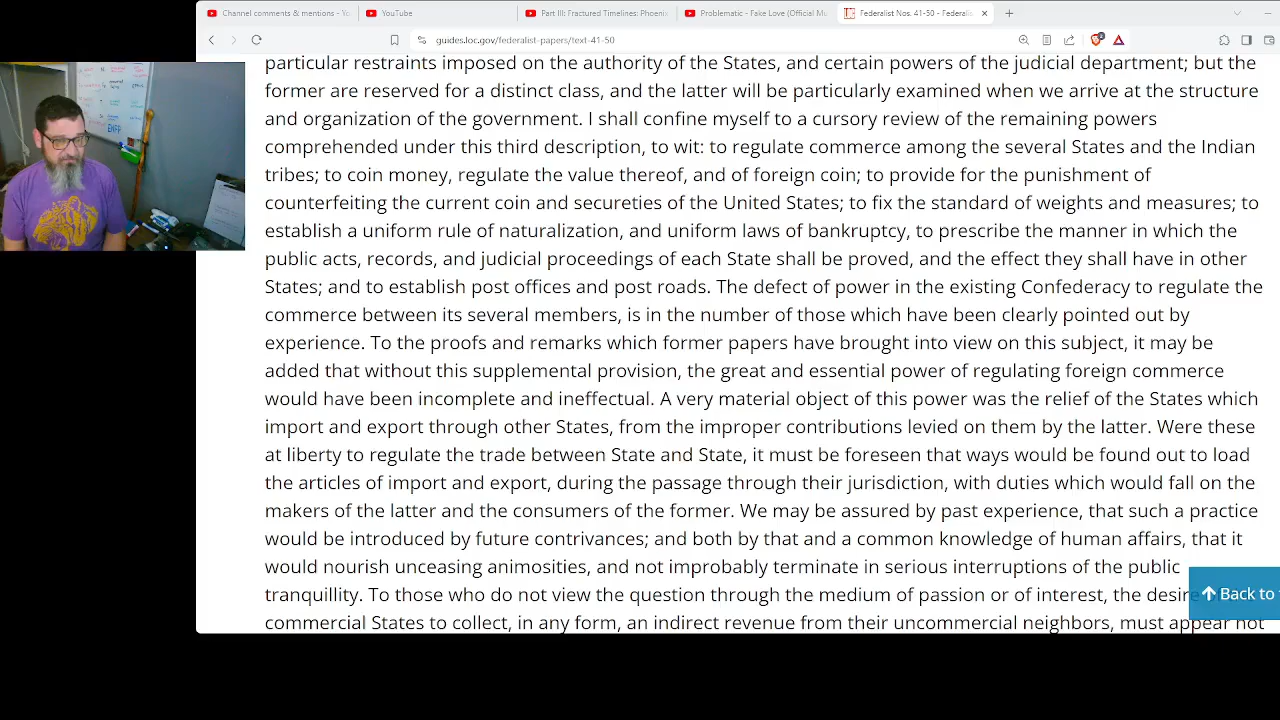 Channel comments & mentions - Yo
YouTube
Part III: Fractured Timelines: Phoeni
Problematic - Fake Love (Official Mu
Federalist Nos. 41-50 - Federali
guides.loc.gov/federalist-papers/text-41-50
particular restraints imposed on the authority of the States, and certain powers of the judicial department; but the
former are reserved for a distinct class, and the latter will be particularly examined when we arrive at the structure
and organization of the government. I shall confine myself to a cursory review of the remaining powers
comprehended under this third description, to wit: to regulate commerce among the several States and the Indian
tribes; to coin money, regulate the value thereof, and of foreign coin; to provide for the punishment of
counterfeiting the current coin and secureties of the United States; to fix the standard of weights and measures; to
establish a uniform rule of naturalization, and uniform laws of bankruptcy, to prescribe the manner in which the
public acts, records, and judicial proceedings of each State shall be proved, and the effect they shall have in other
States; and to establish post offices and post roads. The defect of power in the existing Confederacy to regulate the
commerce between its several members, is in the number of those which have been clearly pointed out by
experience. To the proofs and remarks which former papers have brought into view on this subject, it may be
added that without this supplemental provision, the great and essential power of regulating foreign commerce
would have been incomplete and ineffectual. A very material object of this power was the relief of the States which
import and export through other States, from the improper contributions levied on them by the latter. Were these
at liberty to regulate the trade between State and State, it must be foreseen that ways would be found out to load
the articles of import and export, during the passage through their jurisdiction, with duties which would fall on the
makers of the latter and the consumers of the former. We may be assured by past experience, that such a practice
would be introduced by future contrivances; and both by that and a common knowledge of human affairs, that it
would nourish unceasing animosities, and not improbably terminate in serious interruptions of the public
tranquillity. To those who do not view the question through the medium of passion or of interest, the desire
Back to
commercial States to collect, in any form, an indirect revenue from their uncommercial neighbors, must appear not